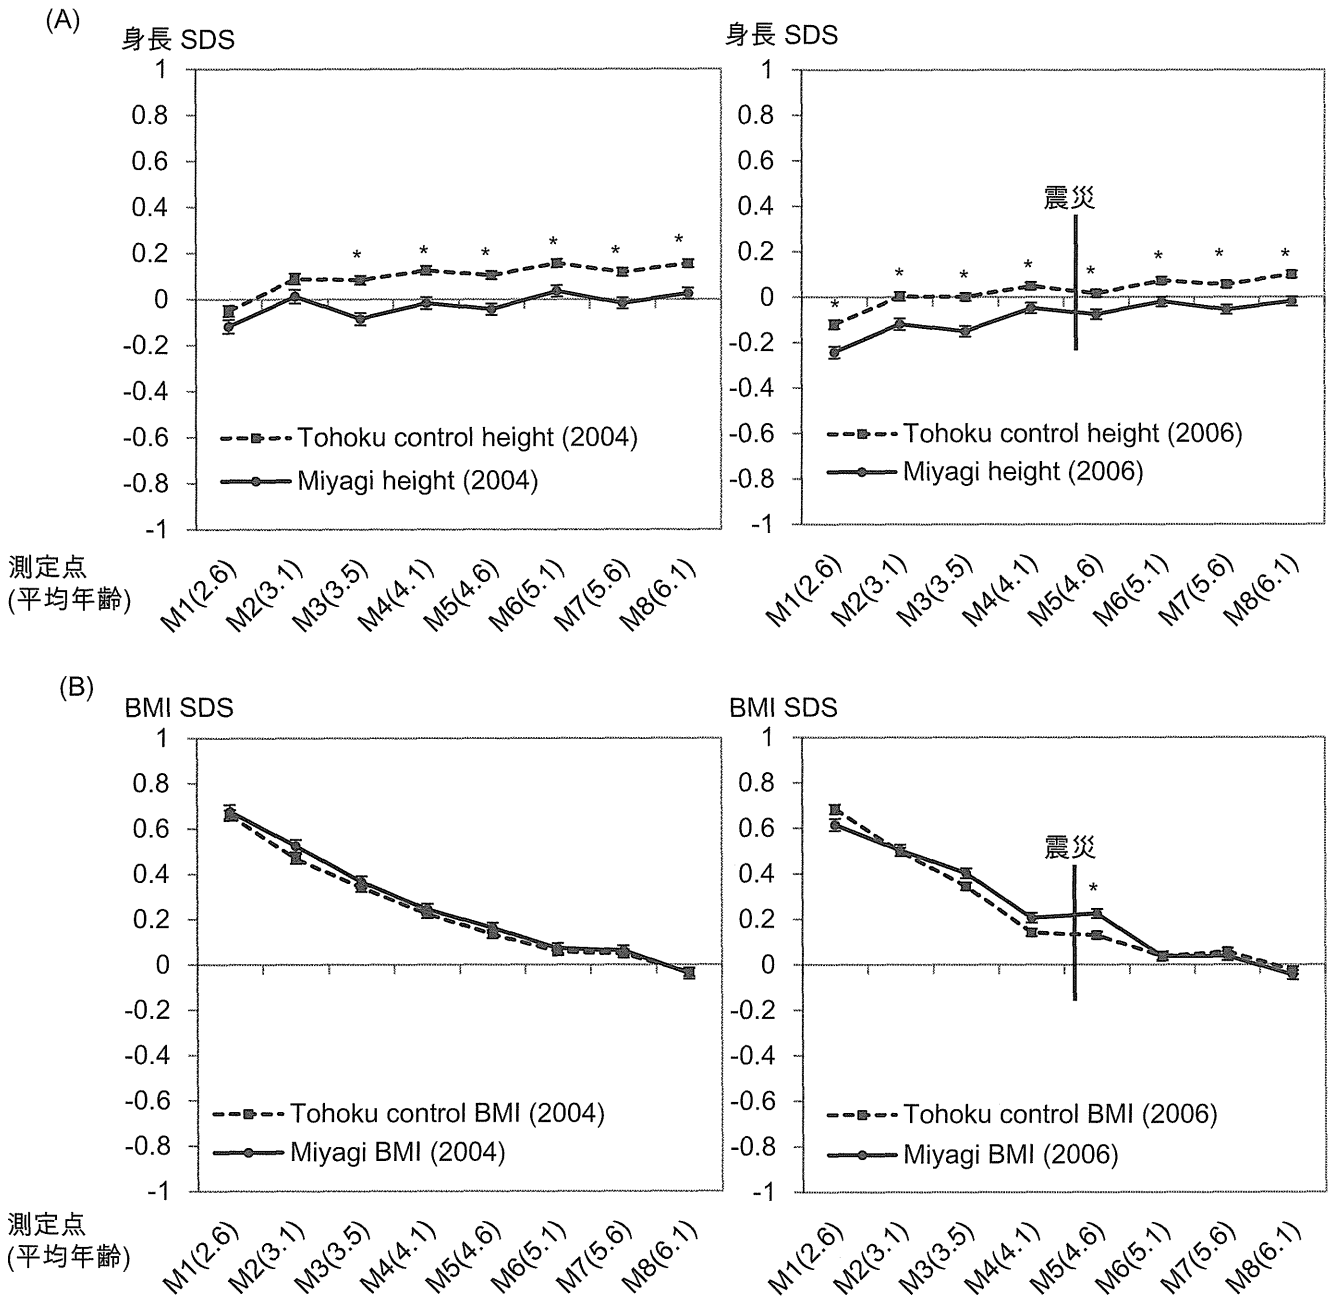 (A)
身長 SDS
1
0.8
0.6
0.4
0.2
0
-0.2
-0.4
-0.6
-0.8
-1
* * * * * *
Tohoku control height (2004)
Miyagi height (2004)
測定点
(平均年齢)
M1(2.6)
M2(3.1)
M3(3.5)
M4(4.1)
M5(4.6)
M6(5.1)
M7(5.6)
M8(6.1)
身長 SDS
1
0.8
0.6
0.4
0.2
0
-0.2
-0.4
-0.6
-0.8
-1
震災
* * * * * * * *
Tohoku control height (2006)
Miyagi height (2006)
M1(2.6)
M2(3.1)
M3(3.5)
M4(4.1)
M5(4.6)
M6(5.1)
M7(5.6)
M8(6.1)
(B)
BMI SDS
1
0.8
0.6
0.4
0.2
0
-0.2
-0.4
-0.6
-0.8
-1
Tohoku control BMI (2004)
Miyagi BMI (2004)
測定点
(平均年齢)
M1(2.6)
M2(3.1)
M3(3.5)
M4(4.1)
M5(4.6)
M6(5.1)
M7(5.6)
M8(6.1)
BMI SDS
1
0.8
0.6
0.4
0.2
0
-0.2
-0.4
-0.6
-0.8
-1
震災
*
Tohoku control BMI (2006)
Miyagi BMI (2006)
M1(2.6)
M2(3.1)
M3(3.5)
M4(4.1)
M5(4.6)
M6(5.1)
M7(5.6)
M8(6.1)